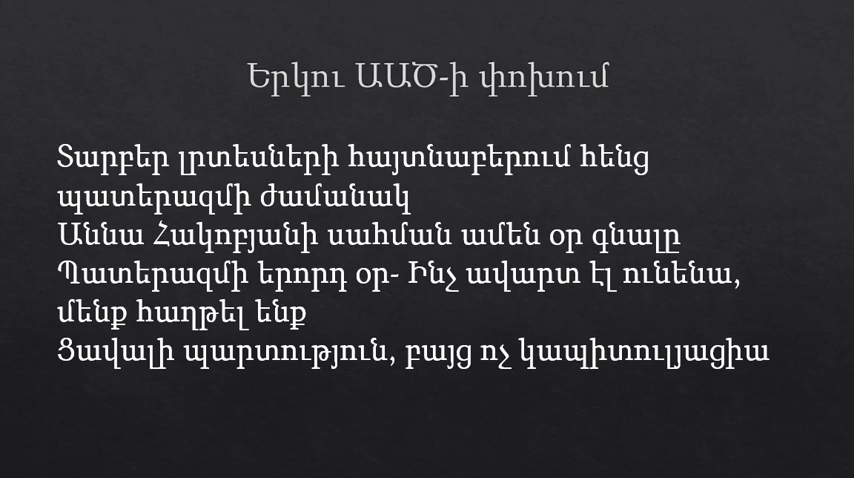 Երկու ԱԱԾ-ի փոխում
Տարբեր լրտեսների հայտնաբերում հենց
պատերազմի ժամանակ
Աննա Հակոբյանի սահման ամեն օր գնալը
Պատերազմի երորդ օր- Ինչ ավարտ էլ ունենա,
մենք հաղթել ենք
Ցավալի պարտություն, բայց ոչ կապիտուլյացիա